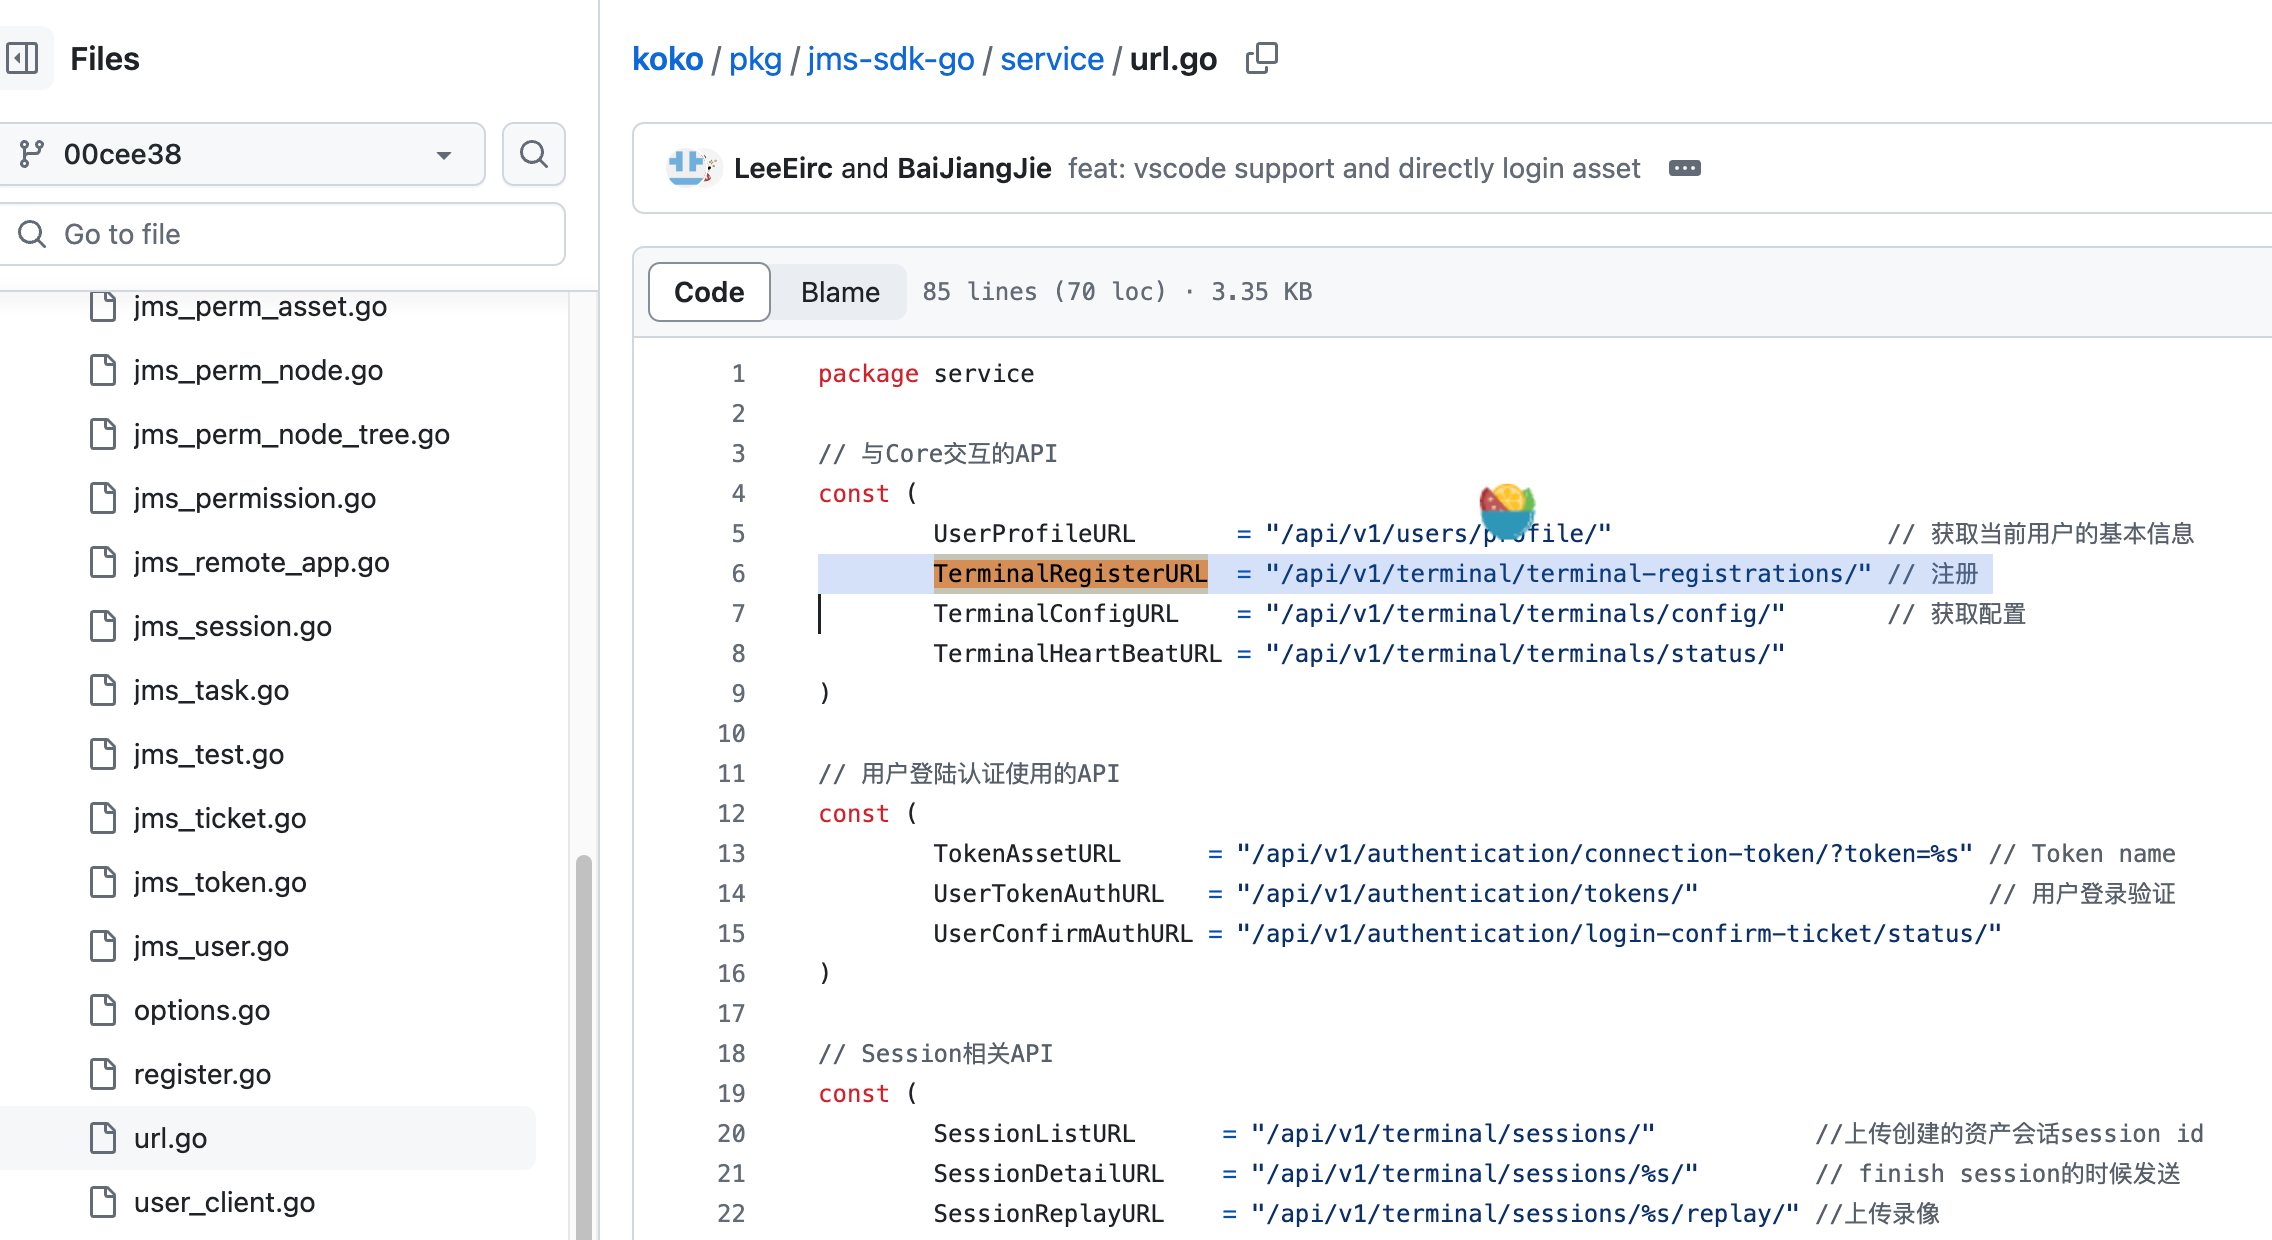 Files
00cee38
Go to file
jms_perm_asset.go
jms_perm_node.go
jms_perm_node_tree.go
jms_permission.go
jms_remote_app.go
jms_session.go
jms_task.go
jms_test.go
jms_ticket.go
jms_token.go
jms_user.go
options.go
register.go
url.go
user_client.go
koko / pkg / jms-sdk-go / service / url.go
LeeEirc and BaiJiangJie feat: vscode support and directly login asset
Code Blame 85 lines (70 loc) · 3.35 KB
1 package service
2
3 // 与Core交互的API
4 const (
5 UserProfileURL = "/api/v1/users/profile/" // 获取当前用户的基本信息
6 TerminalRegisterURL = "/api/v1/terminal/terminal-registrations/" // 注册
7 TerminalConfigURL = "/api/v1/terminal/terminals/config/" // 获取配置
8 TerminalHeartBeatURL = "/api/v1/terminal/terminals/status/"
9 )
10
11 // 用户登陆认证使用的API
12 const (
13 TokenAssetURL = "/api/v1/authentication/connection-token/?token=%s" // Token name
14 UserTokenAuthURL = "/api/v1/authentication/tokens/" // 用户登录验证
15 UserConfirmAuthURL = "/api/v1/authentication/login-confirm-ticket/status/"
16 )
17
18 // Session相关API
19 const (
20 SessionListURL = "/api/v1/terminal/sessions/" //上传创建的资产会话session id
21 SessionDetailURL = "/api/v1/terminal/sessions/%s/" // finish session的时候发送
22 SessionReplayURL = "/api/v1/terminal/sessions/%s/replay/" //上传录像